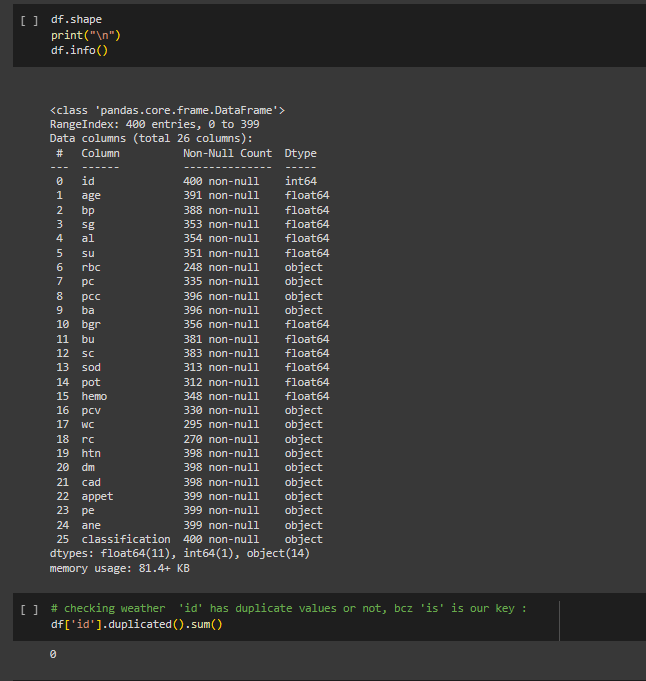 [ ] df.shape
print("\n")
df.info()
<class 'pandas.core.frame.DataFrame'>
RangeIndex: 400 entries, 0 to 399
Data columns (total 26 columns):
 #   Column          Non-Null Count  Dtype
---  ------          --------------  -----
 0   id              400 non-null    int64
 1   age             391 non-null    float64
 2   bp              388 non-null    float64
 3   sg              353 non-null    float64
 4   al              354 non-null    float64
 5   su              351 non-null    float64
 6   rbc             248 non-null    object
 7   pc              335 non-null    object
 8   pcc             396 non-null    object
 9   ba              396 non-null    object
 10  bgr             356 non-null    float64
 11  bu              381 non-null    float64
 12  sc              383 non-null    float64
 13  sod             313 non-null    float64
 14  pot             312 non-null    float64
 15  hemo            348 non-null    float64
 16  pcv             330 non-null    object
 17  wc              295 non-null    object
 18  rc              270 non-null    object
 19  htn             398 non-null    object
 20  dm              398 non-null    object
 21  cad             398 non-null    object
 22  appet           399 non-null    object
 23  pe              399 non-null    object
 24  ane             399 non-null    object
 25  classification  400 non-null    object
dtypes: float64(11), int64(1), object(14)
memory usage: 81.4+ KB
[ ] # checking weather  'id' has duplicate values or not, bcz 'is' is our key :
df['id'].duplicated().sum()
0